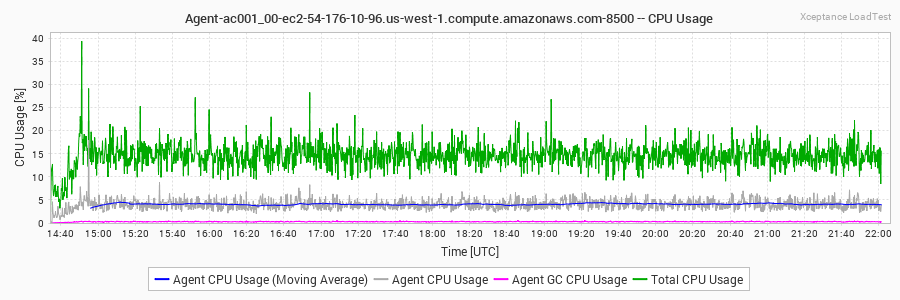 Agent-ac001_00-ec2-54-176-10-96.us-west-1.compute.amazonaws.com-8500 -- CPU Usage
Xceptance LoadTest
CPU Usage [%]
40
35
30
25
20
15
10
5
0
14:40 15:00 15:20 15:40 16:00 16:20 16:40 17:00 17:20 17:40 18:00 18:20 18:40 19:00 19:20 19:40 20:00 20:20 20:40 21:00 21:20 21:40 22:00
Time [UTC]
Agent CPU Usage (Moving Average) Agent CPU Usage Agent GC CPU Usage Total CPU Usage